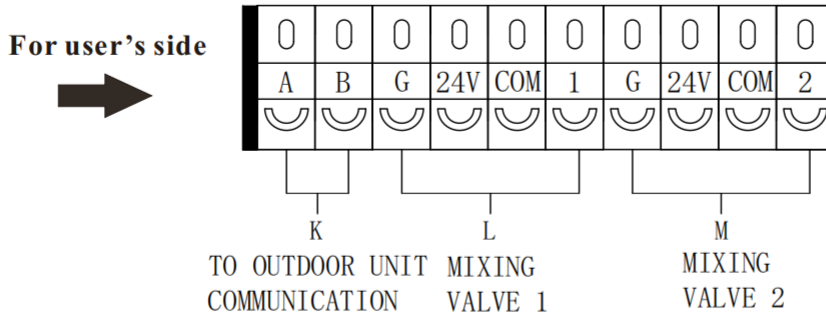 For user's side
A B G 24V COM 1 G 24V COM 2
K L M
TO OUTDOOR UNIT MIXING MIXING
COMMUNICATION VALVE 1 VALVE 2